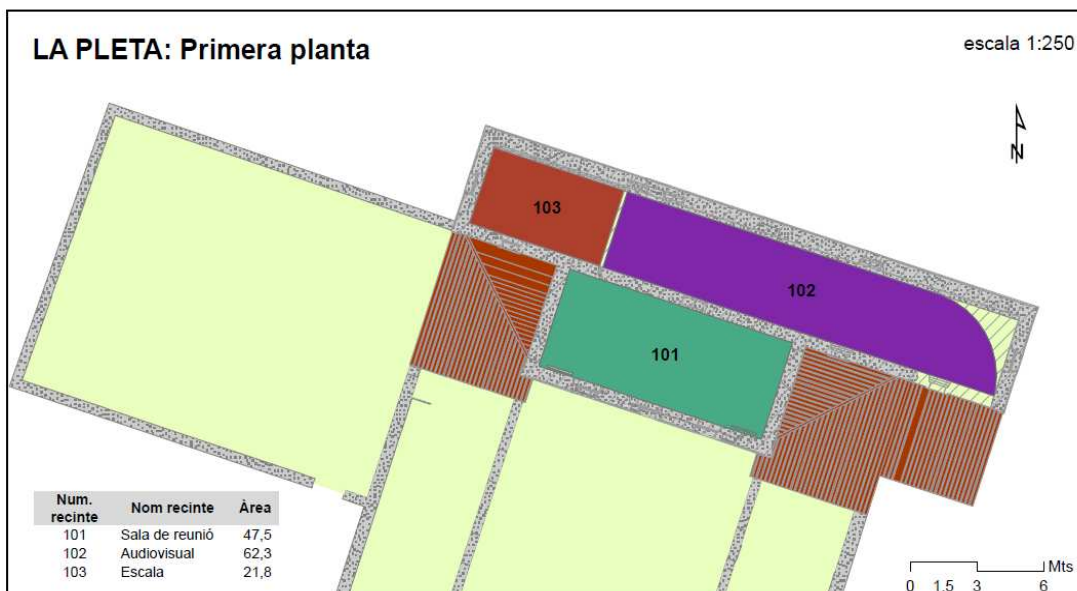 LA PLETA: Primera planta
escala 1:250
N
103
102
101
Num. recinte Nom recinte Àrea
101 Sala de reunió 47,5
102 Audiovisual 62,3
103 Escala 21,8
Mts
0 1.5 3 6